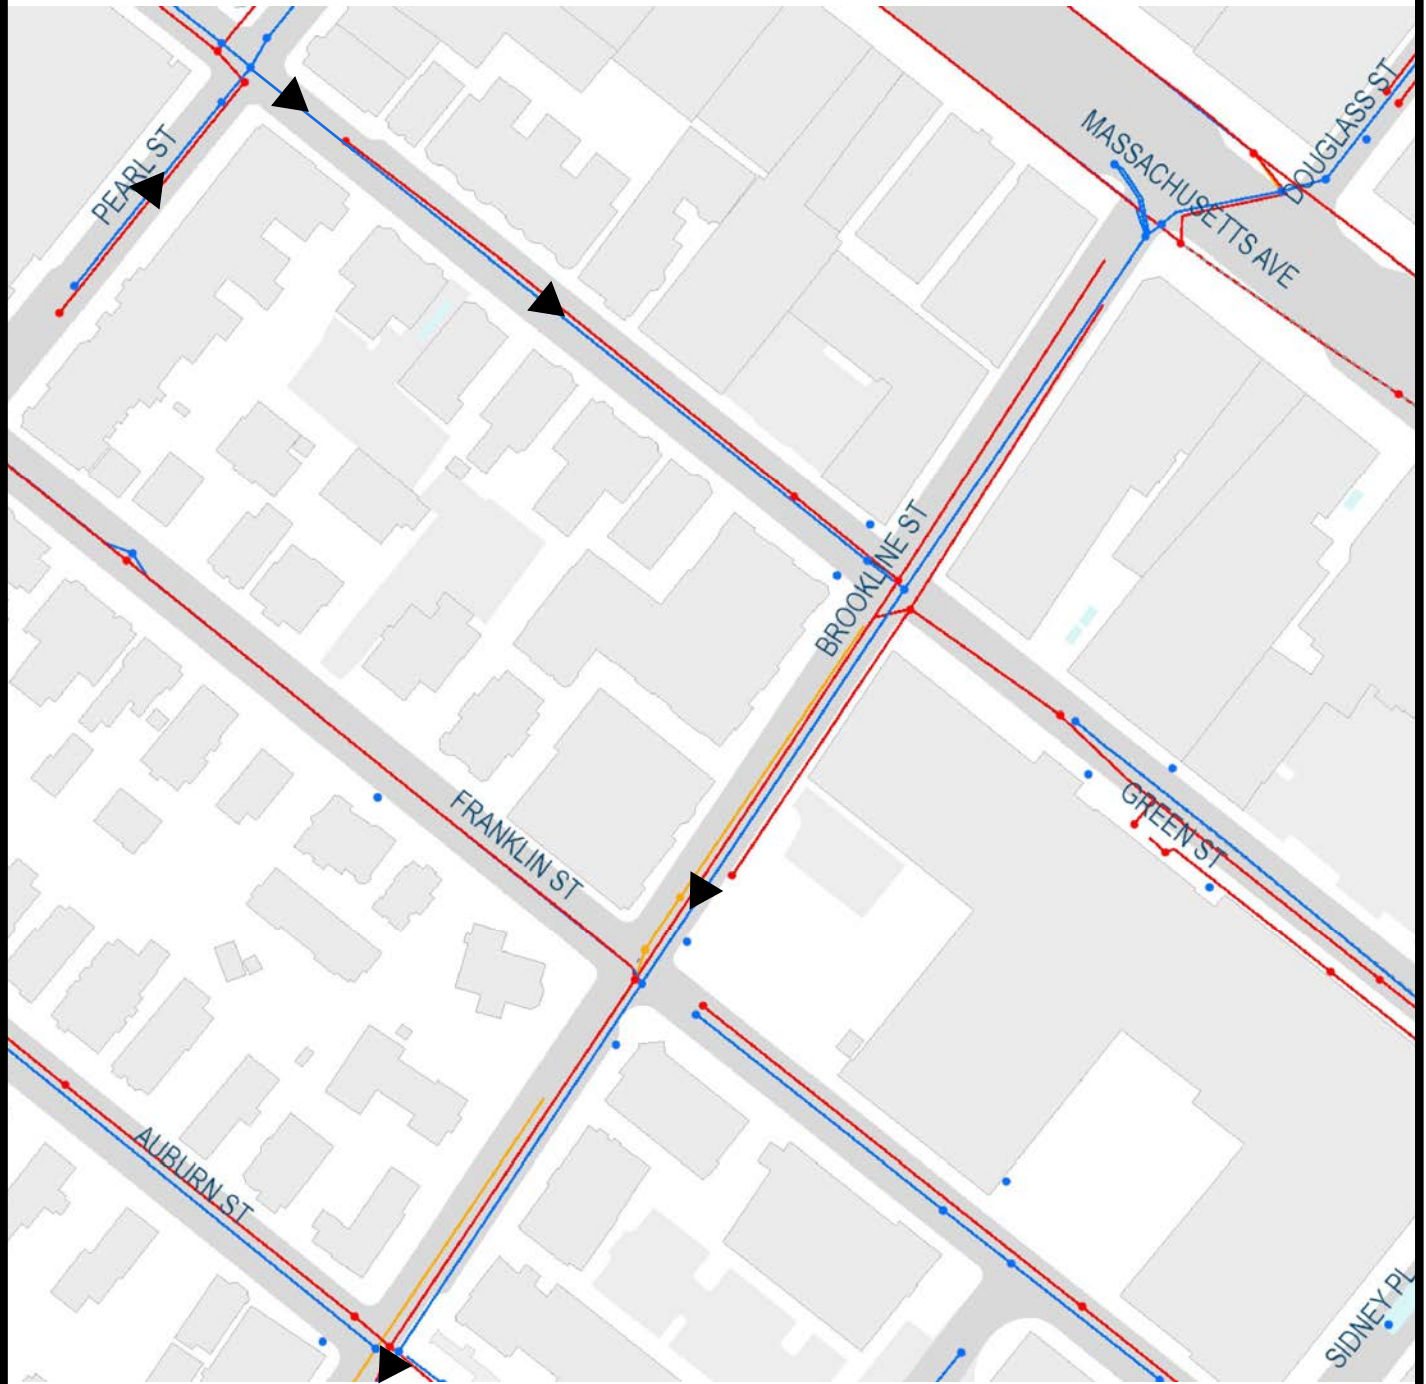 MASSACHUSETTS AVE
DOUGLASS ST
PEARL ST
BROOKLINE ST
FRANKLIN ST
GREEN ST
AUBURN ST
SIDNEY PL